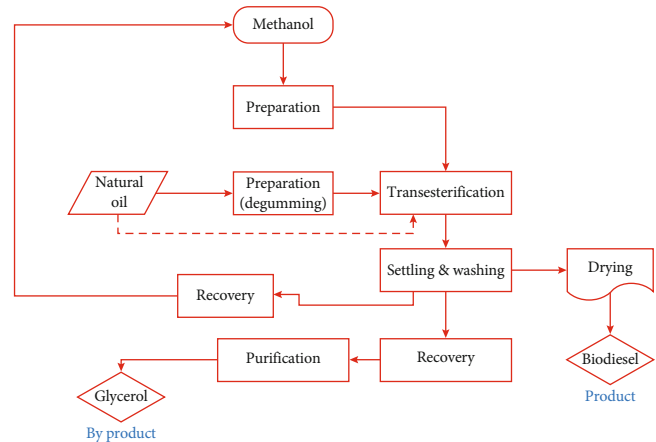 Methanol
Preparation
Natural
oil
Preparation
(degumming)
Transesterification
Settling & washing
Drying
Recovery
Purification
Recovery
Biodiesel
Product
Glycerol
By product